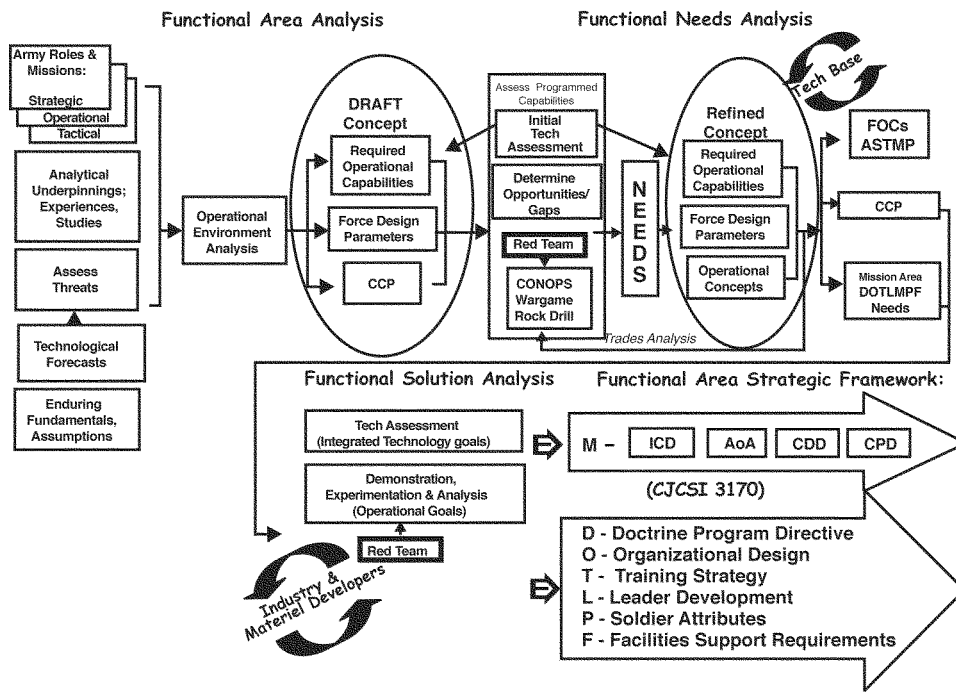 Functional Area Analysis
Functional Needs Analysis
Army Roles &
Missions:
Strategic
Operational
Tactical
Analytical
Underpinnings;
Experiences,
Studies
Assess
Threats
Technological
Forecasts
Enduring
Fundamentals,
Assumptions
Operational
Environment
Analysis
DRAFT
Concept
Required
Operational
Capabilities
Force Design
Parameters
CCP
Assess Programmed
Capabilities
Initial
Tech
Assessment
Determine
Opportunities/
Gaps
Red Team
CONOPS
Wargame
Rock Drill
NEEDS
Refined
Concept
Required
Operational
Capabilities
Force Design
Parameters
Operational
Concepts
Trades Analysis
Tech Base
FOCs
ASTMP
CCP
Mission Area
DOTLMPF
Needs
Functional Solution Analysis
Tech Assessment
(Integrated Technology goals)
Demonstration,
Experimentation & Analysis
(Operational Goals)
Red Team
Industry &
Materiel Developers
Functional Area Strategic Framework:
M – ICD AoA CDD CPD
(CJCSI 3170)
D - Doctrine Program Directive
O - Organizational Design
T - Training Strategy
L - Leader Development
P - Soldier Attributes
F - Facilities Support Requirements